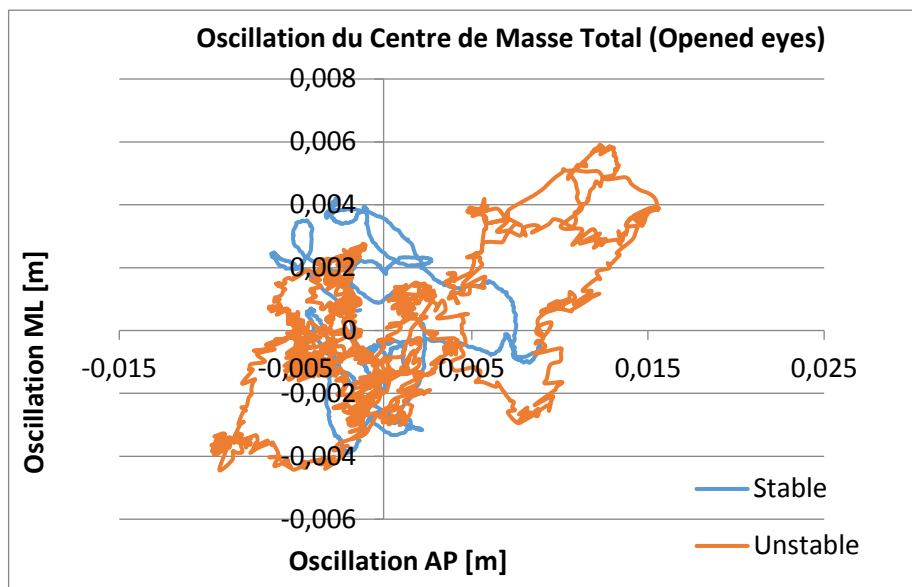 Oscillation du Centre de Masse Total (Opened eyes)
0,008
0,006
0,004
0,002
0
-0,002
-0,004
-0,006
-0,015
-0,005
0,005
0,015
0,025
Oscillation ML [m]
Oscillation AP [m]
Stable
Unstable